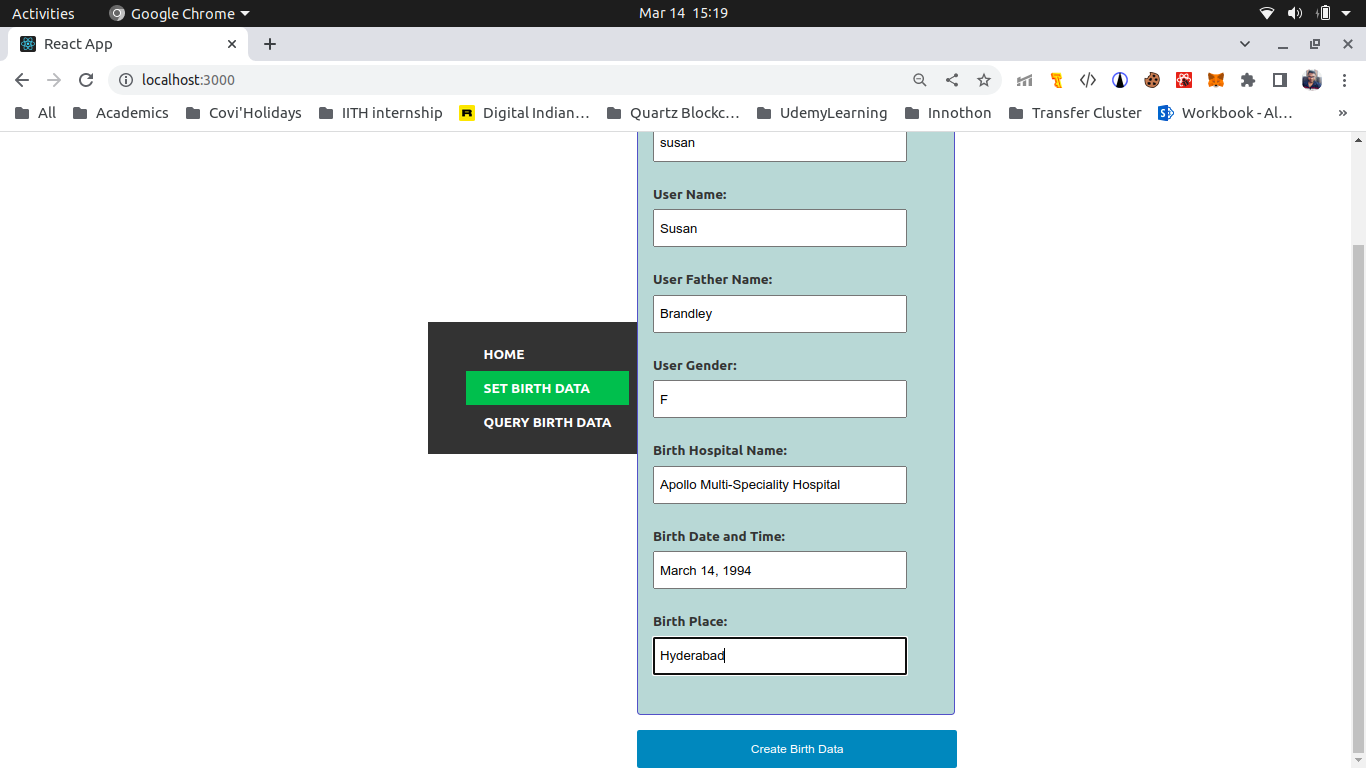 Activities Google Chrome Mar 14 15:19
React App
localhost:3000
All Academics Covi'Holidays IITH internship Digital Indian… Quartz Blockc… UdemyLearning Innothon Transfer Cluster Workbook - Al… »
susan
User Name:
Susan
User Father Name:
Brandley
HOME
SET BIRTH DATA
QUERY BIRTH DATA
User Gender:
F
Birth Hospital Name:
Apollo Multi-Speciality Hospital
Birth Date and Time:
March 14, 1994
Birth Place:
Hyderabad
Create Birth Data